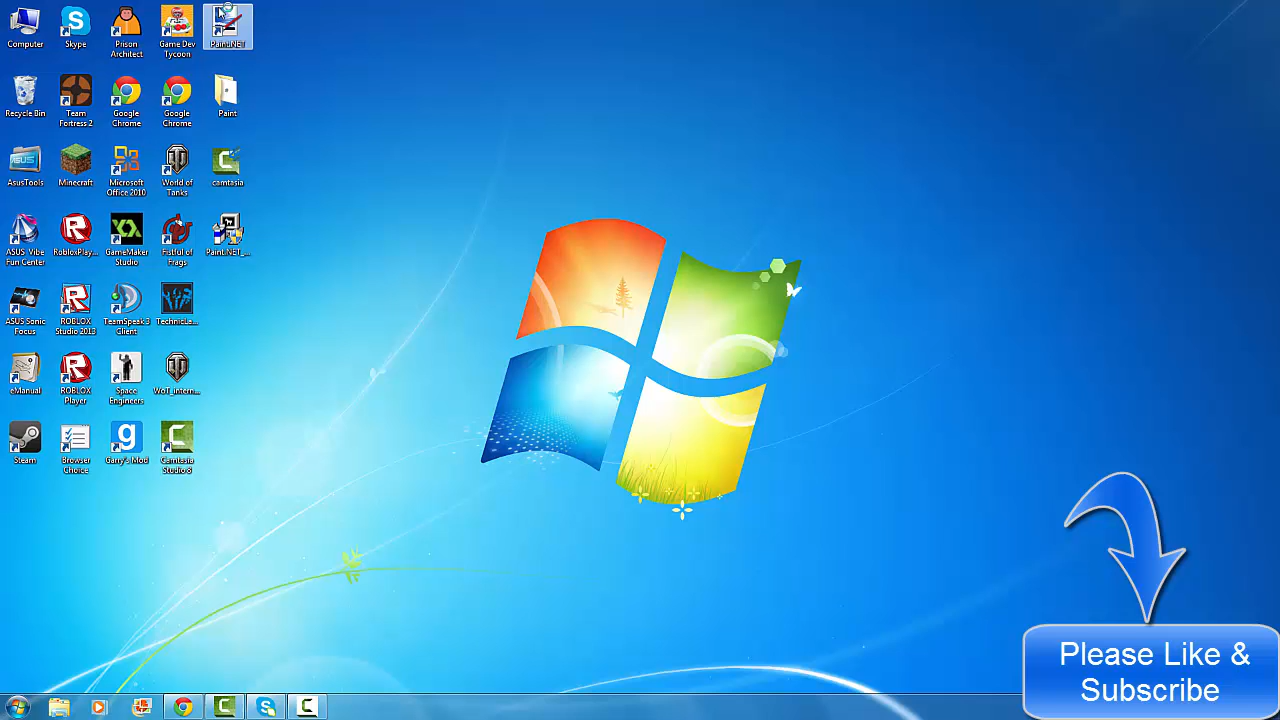 Computer
Skype
Prison
Architect
Game Dev
Tycoon
Paint.NET
Recycle Bin
Team
Fortress 2
Google
Chrome
Google
Chrome
Paint
AsusTools
Minecraft
Microsoft
Office 2010
World of
Tanks
camtasia
ASUS Vibe
Fun Center
RobloxPlay...
GameMaker
Studio
Fistful of
Frags
Paint.NET_...
ASUS Sonic
Focus
ROBLOX
Studio 2013
TeamSpeak 3
Client
TechnicLa...
eManual
ROBLOX
Player
Space
Engineers
WoT_intern...
Steam
Browser
Choice
Garry's Mod
Camtasia
Studio 8
Please Like &
Subscribe